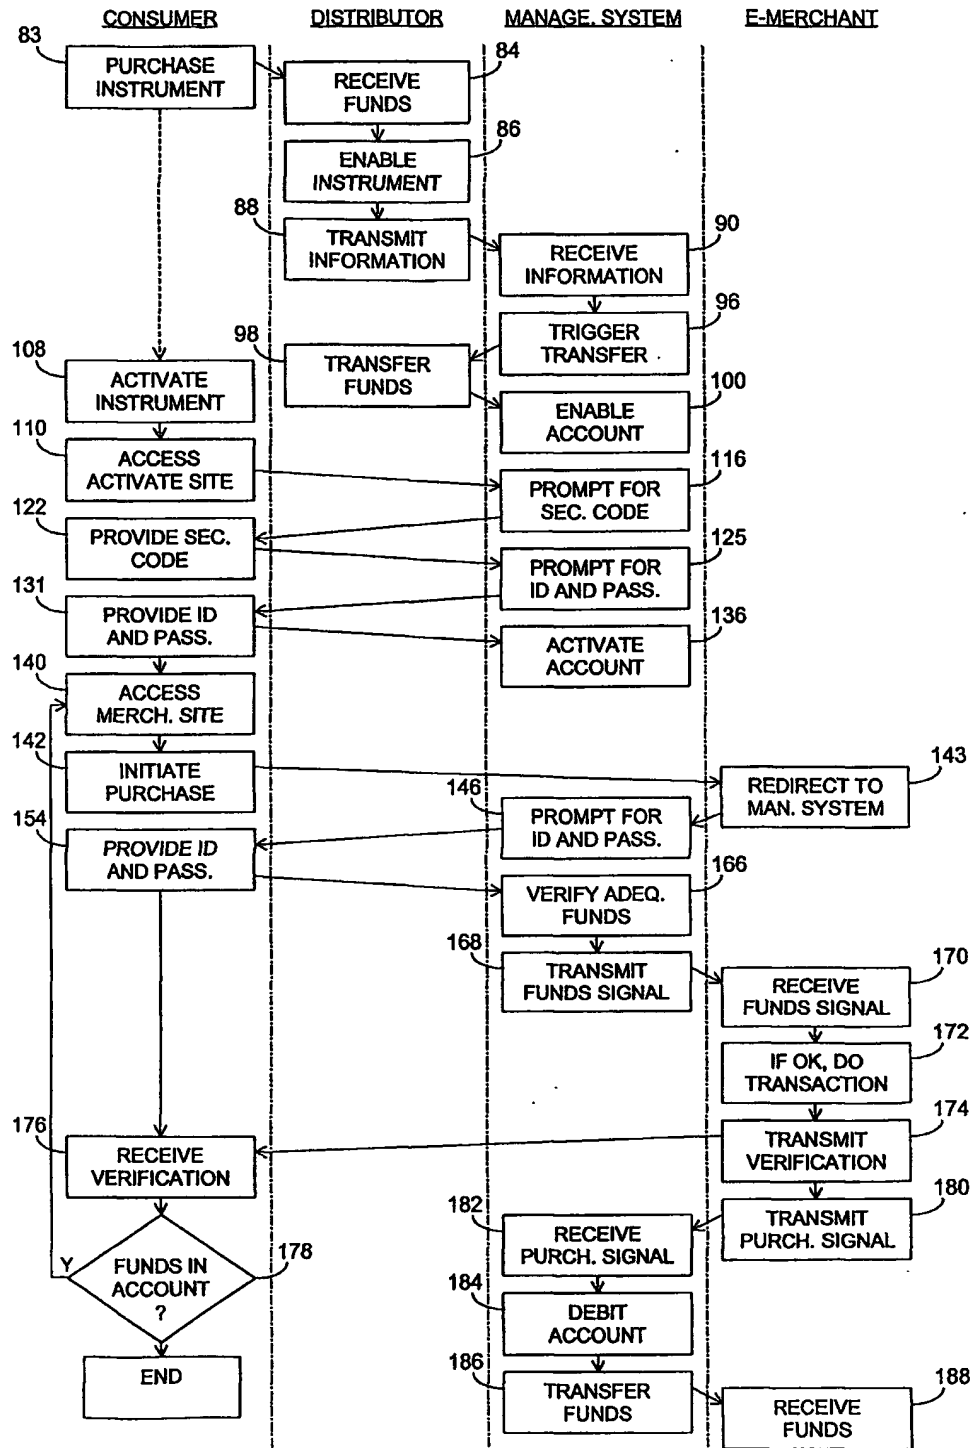 CONSUMER
DISTRIBUTOR
MANAGE. SYSTEM
E-MERCHANT
83
PURCHASE
INSTRUMENT
84
RECEIVE
FUNDS
86
ENABLE
INSTRUMENT
88
TRANSMIT
INFORMATION
90
RECEIVE
INFORMATION
96
TRIGGER
TRANSFER
98
TRANSFER
FUNDS
100
ENABLE
ACCOUNT
108
ACTIVATE
INSTRUMENT
110
ACCESS
ACTIVATE SITE
116
PROMPT FOR
SEC. CODE
122
PROVIDE SEC.
CODE
125
PROMPT FOR
ID AND PASS.
131
PROVIDE ID
AND PASS.
136
ACTIVATE
ACCOUNT
140
ACCESS
MERCH. SITE
142
INITIATE
PURCHASE
143
REDIRECT TO
MAN. SYSTEM
146
PROMPT FOR
ID AND PASS.
154
PROVIDE ID
AND PASS.
166
VERIFY ADEQ.
FUNDS
168
TRANSMIT
FUNDS SIGNAL
170
RECEIVE
FUNDS SIGNAL
172
IF OK, DO
TRANSACTION
174
TRANSMIT
VERIFICATION
176
RECEIVE
VERIFICATION
180
TRANSMIT
PURCH. SIGNAL
182
RECEIVE
PURCH. SIGNAL
178
Y
FUNDS IN
ACCOUNT
?
184
DEBIT
ACCOUNT
END
186
TRANSFER
FUNDS
188
RECEIVE
FUNDS